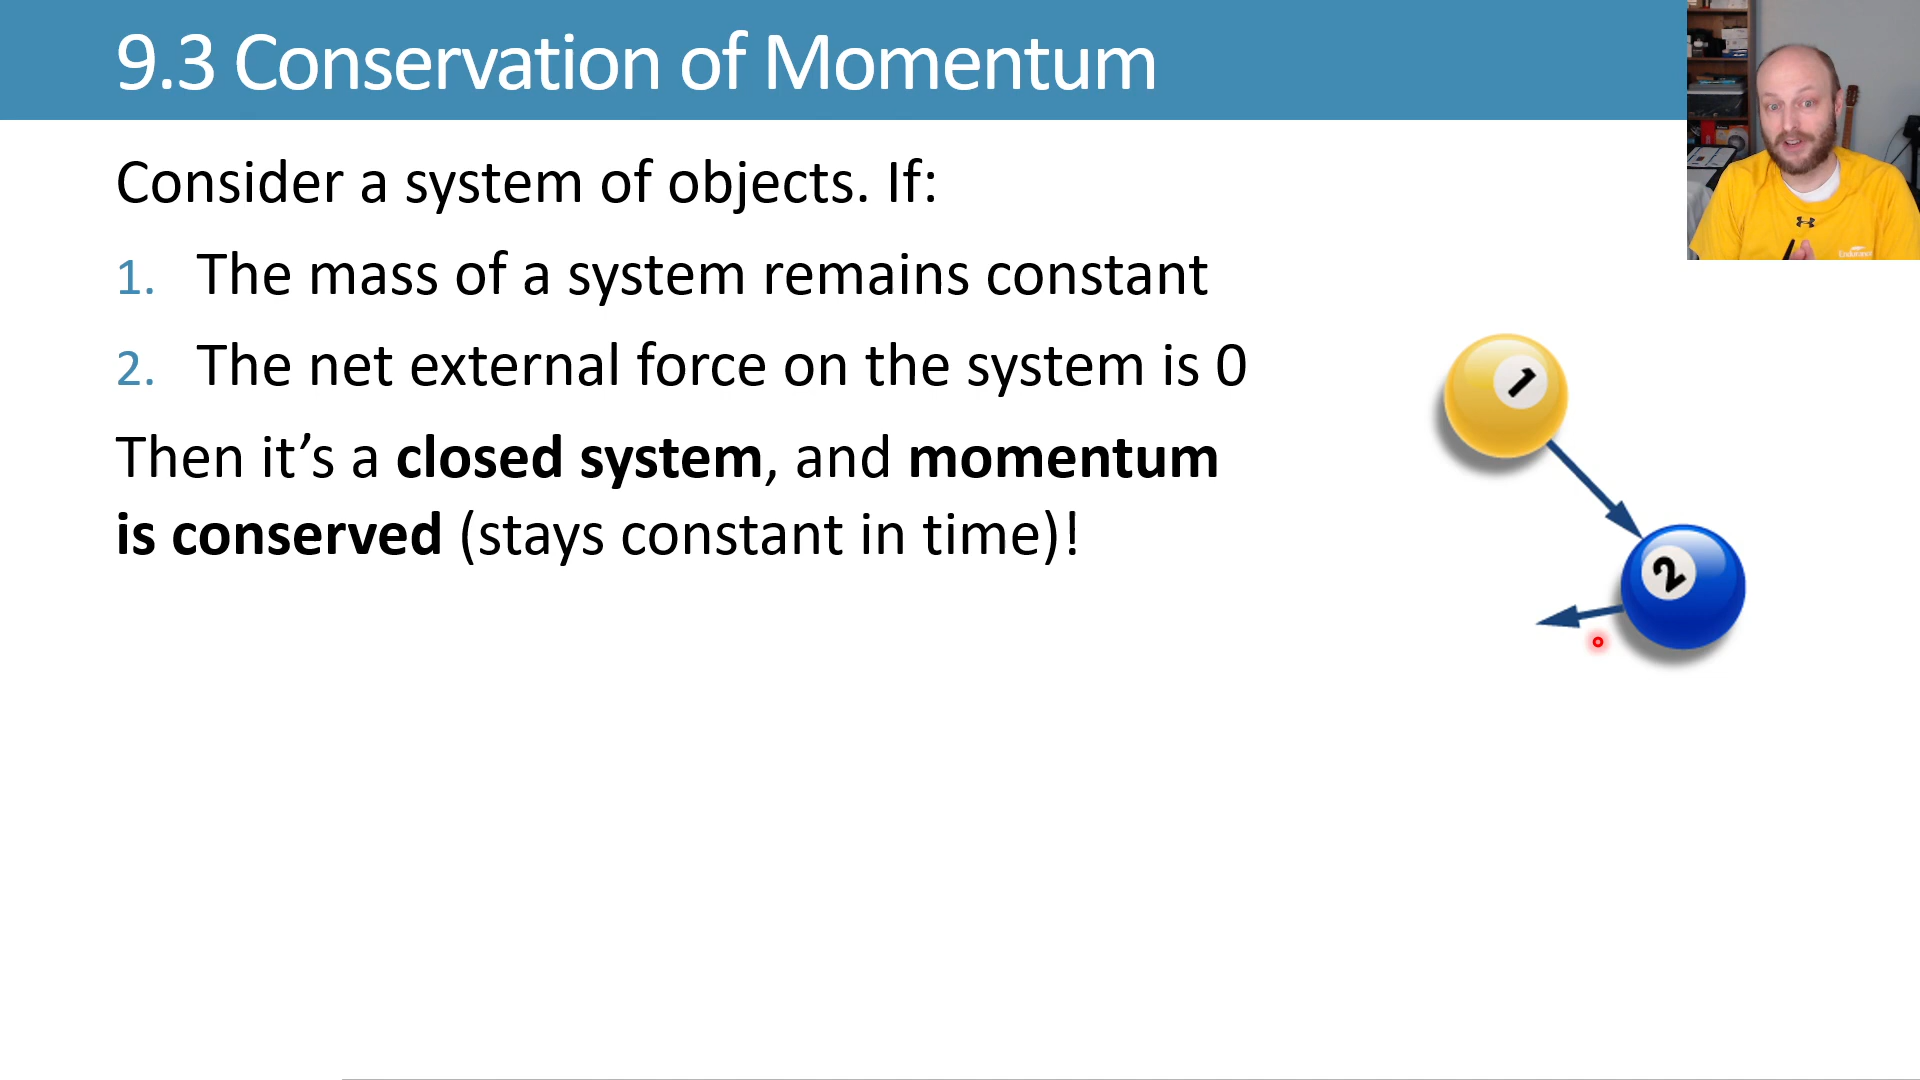 9.3 Conservation of Momentum
Consider a system of objects. If:
1. The mass of a system remains constant
2. The net external force on the system is 0
Then it’s a closed system, and momentum
is conserved (stays constant in time)!
1
2